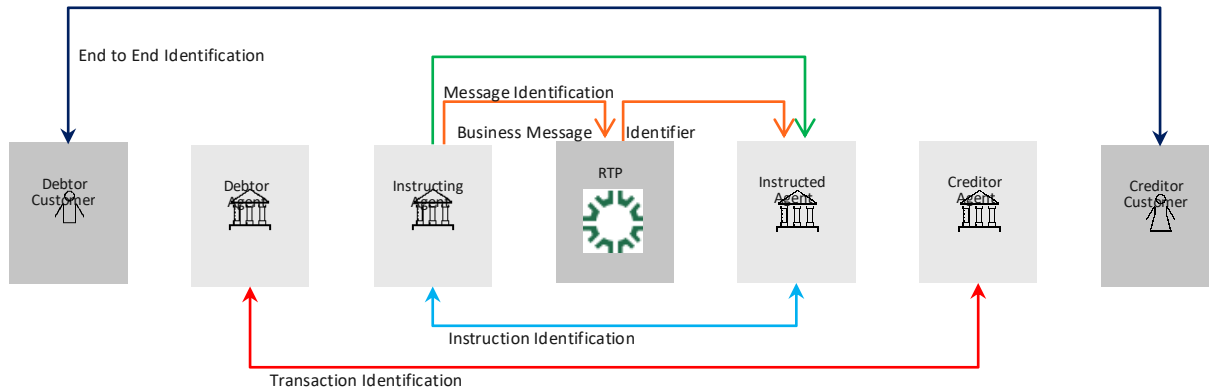 End to End Identification
Message Identification
Business Message Identifier
Debtor
Customer
Debtor
Agent
Instructing
Agent
RTP
Instructed
Agent
Creditor
Agent
Creditor
Customer
Instruction Identification
Transaction Identification